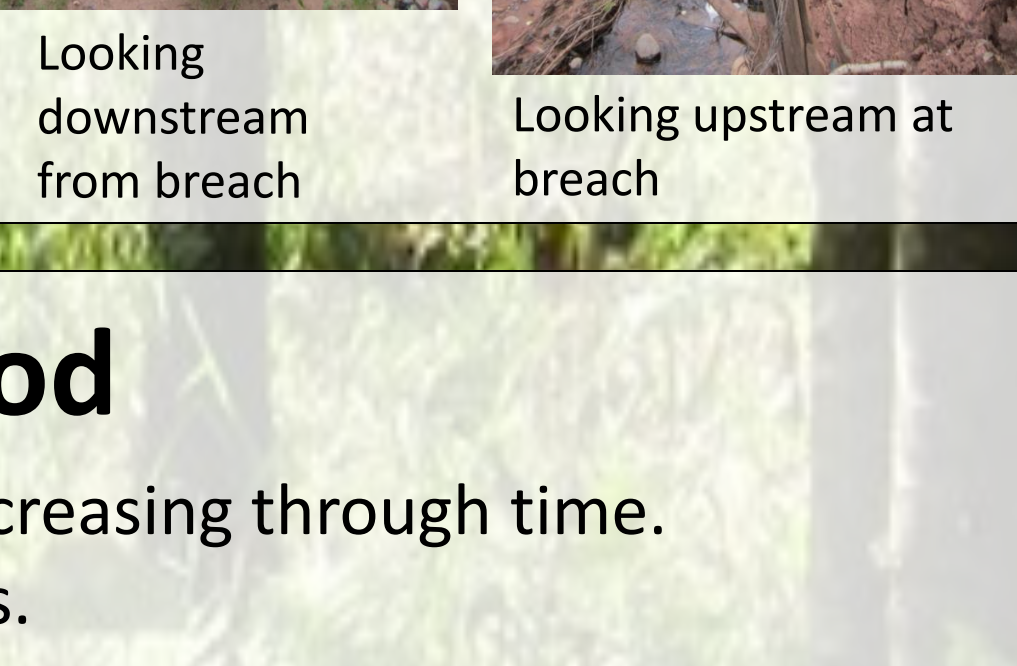 Looking
downstream
from breach
Looking upstream at
breach
od
creasing through time.
s.